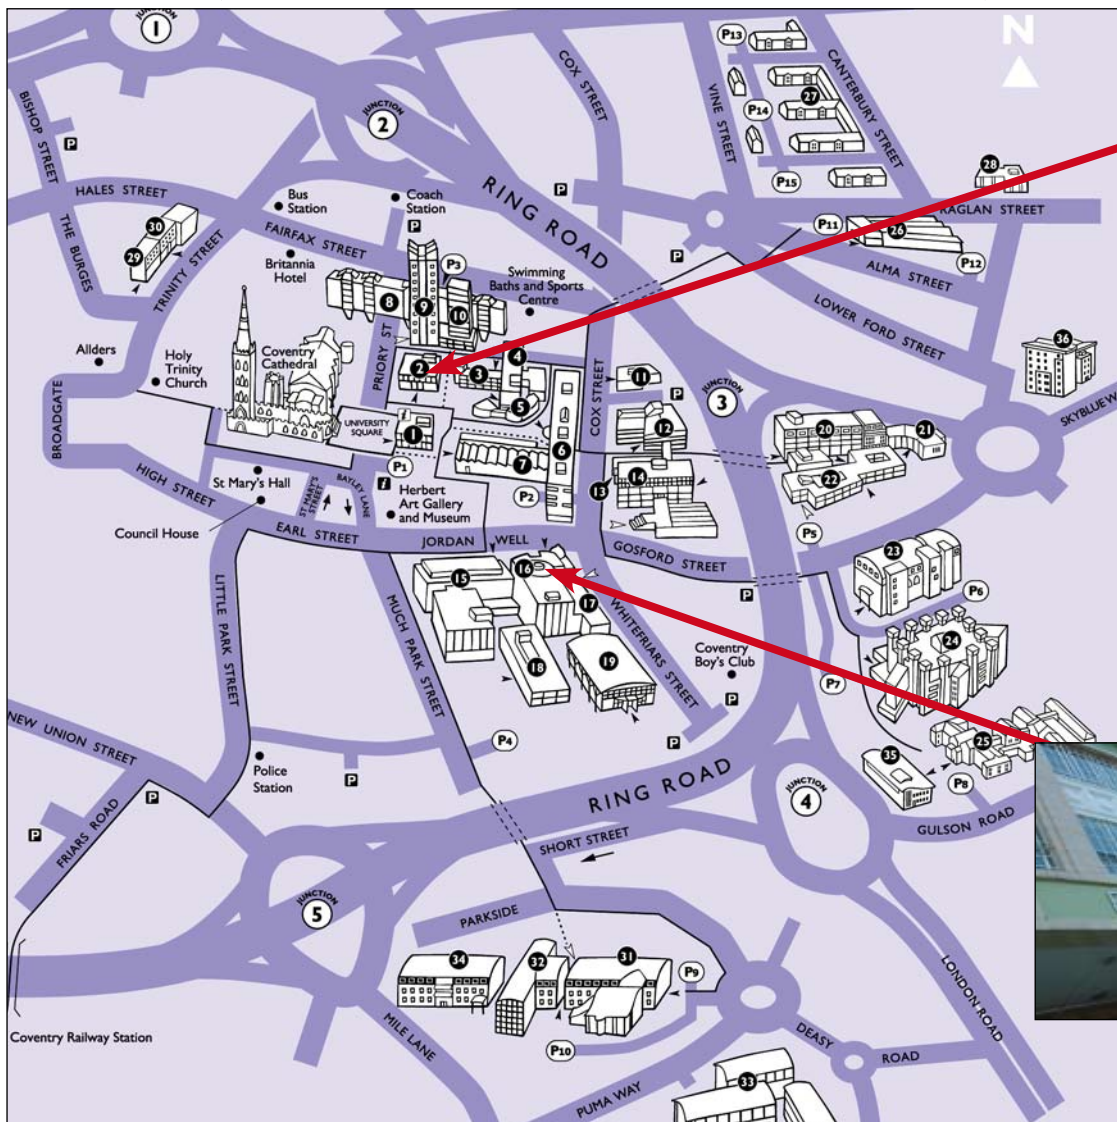 JUNCTION
1
BISHOP STREET
P
HALES STREET
THE BURGES
30
29
TRINITY STREET
Bus
Station
Coach
Station
P
FAIRFAX STREET
Britannia
Hotel
JUNCTION
2
RING ROAD
COX STREET
P
P13
P14
P15
VINE STREET
27
CANTERBURY STREET
N
28
RAGLAN STREET
P11
26
P12
ALMA STREET
LOWER FORD STREET
P
36
SKYBLUEW
P3
8
9
10
Swimming
Baths and Sports
Centre
PRIORY ST
2
3
4
5
6
COX STREET
11
P
12
JUNCTION
3
20
21
22
P5
Allders
Holy
Trinity
Church
Coventry
Cathedral
BROADGATE
UNIVERSITY
SQUARE
i
1
7
P1
P2
13
14
St Mary's Hall
Council House
HIGH STREET
ST MARY'S
STREET
BAYLEY LANE
i
Herbert
Art Gallery
and Museum
EARL STREET
JORDAN WELL
GOSFORD STREET
P
15
16
17
18
19
WHITEFRIARS STREET
Coventry
Boy's Club
P
P
23
P6
24
P7
25
35
P8
GULSON ROAD
LITTLE PARK STREET
MUCH PARK STREET
P4
NEW UNION STREET
Police
Station
P
P
P
FRIARS ROAD
RING ROAD
JUNCTION
4
SHORT STREET
JUNCTION
5
PARKSIDE
34
32
31
P9
P10
LONDON ROAD
Coventry Railway Station
MILE LANE
PUMA WAY
DEASY
ROAD
33